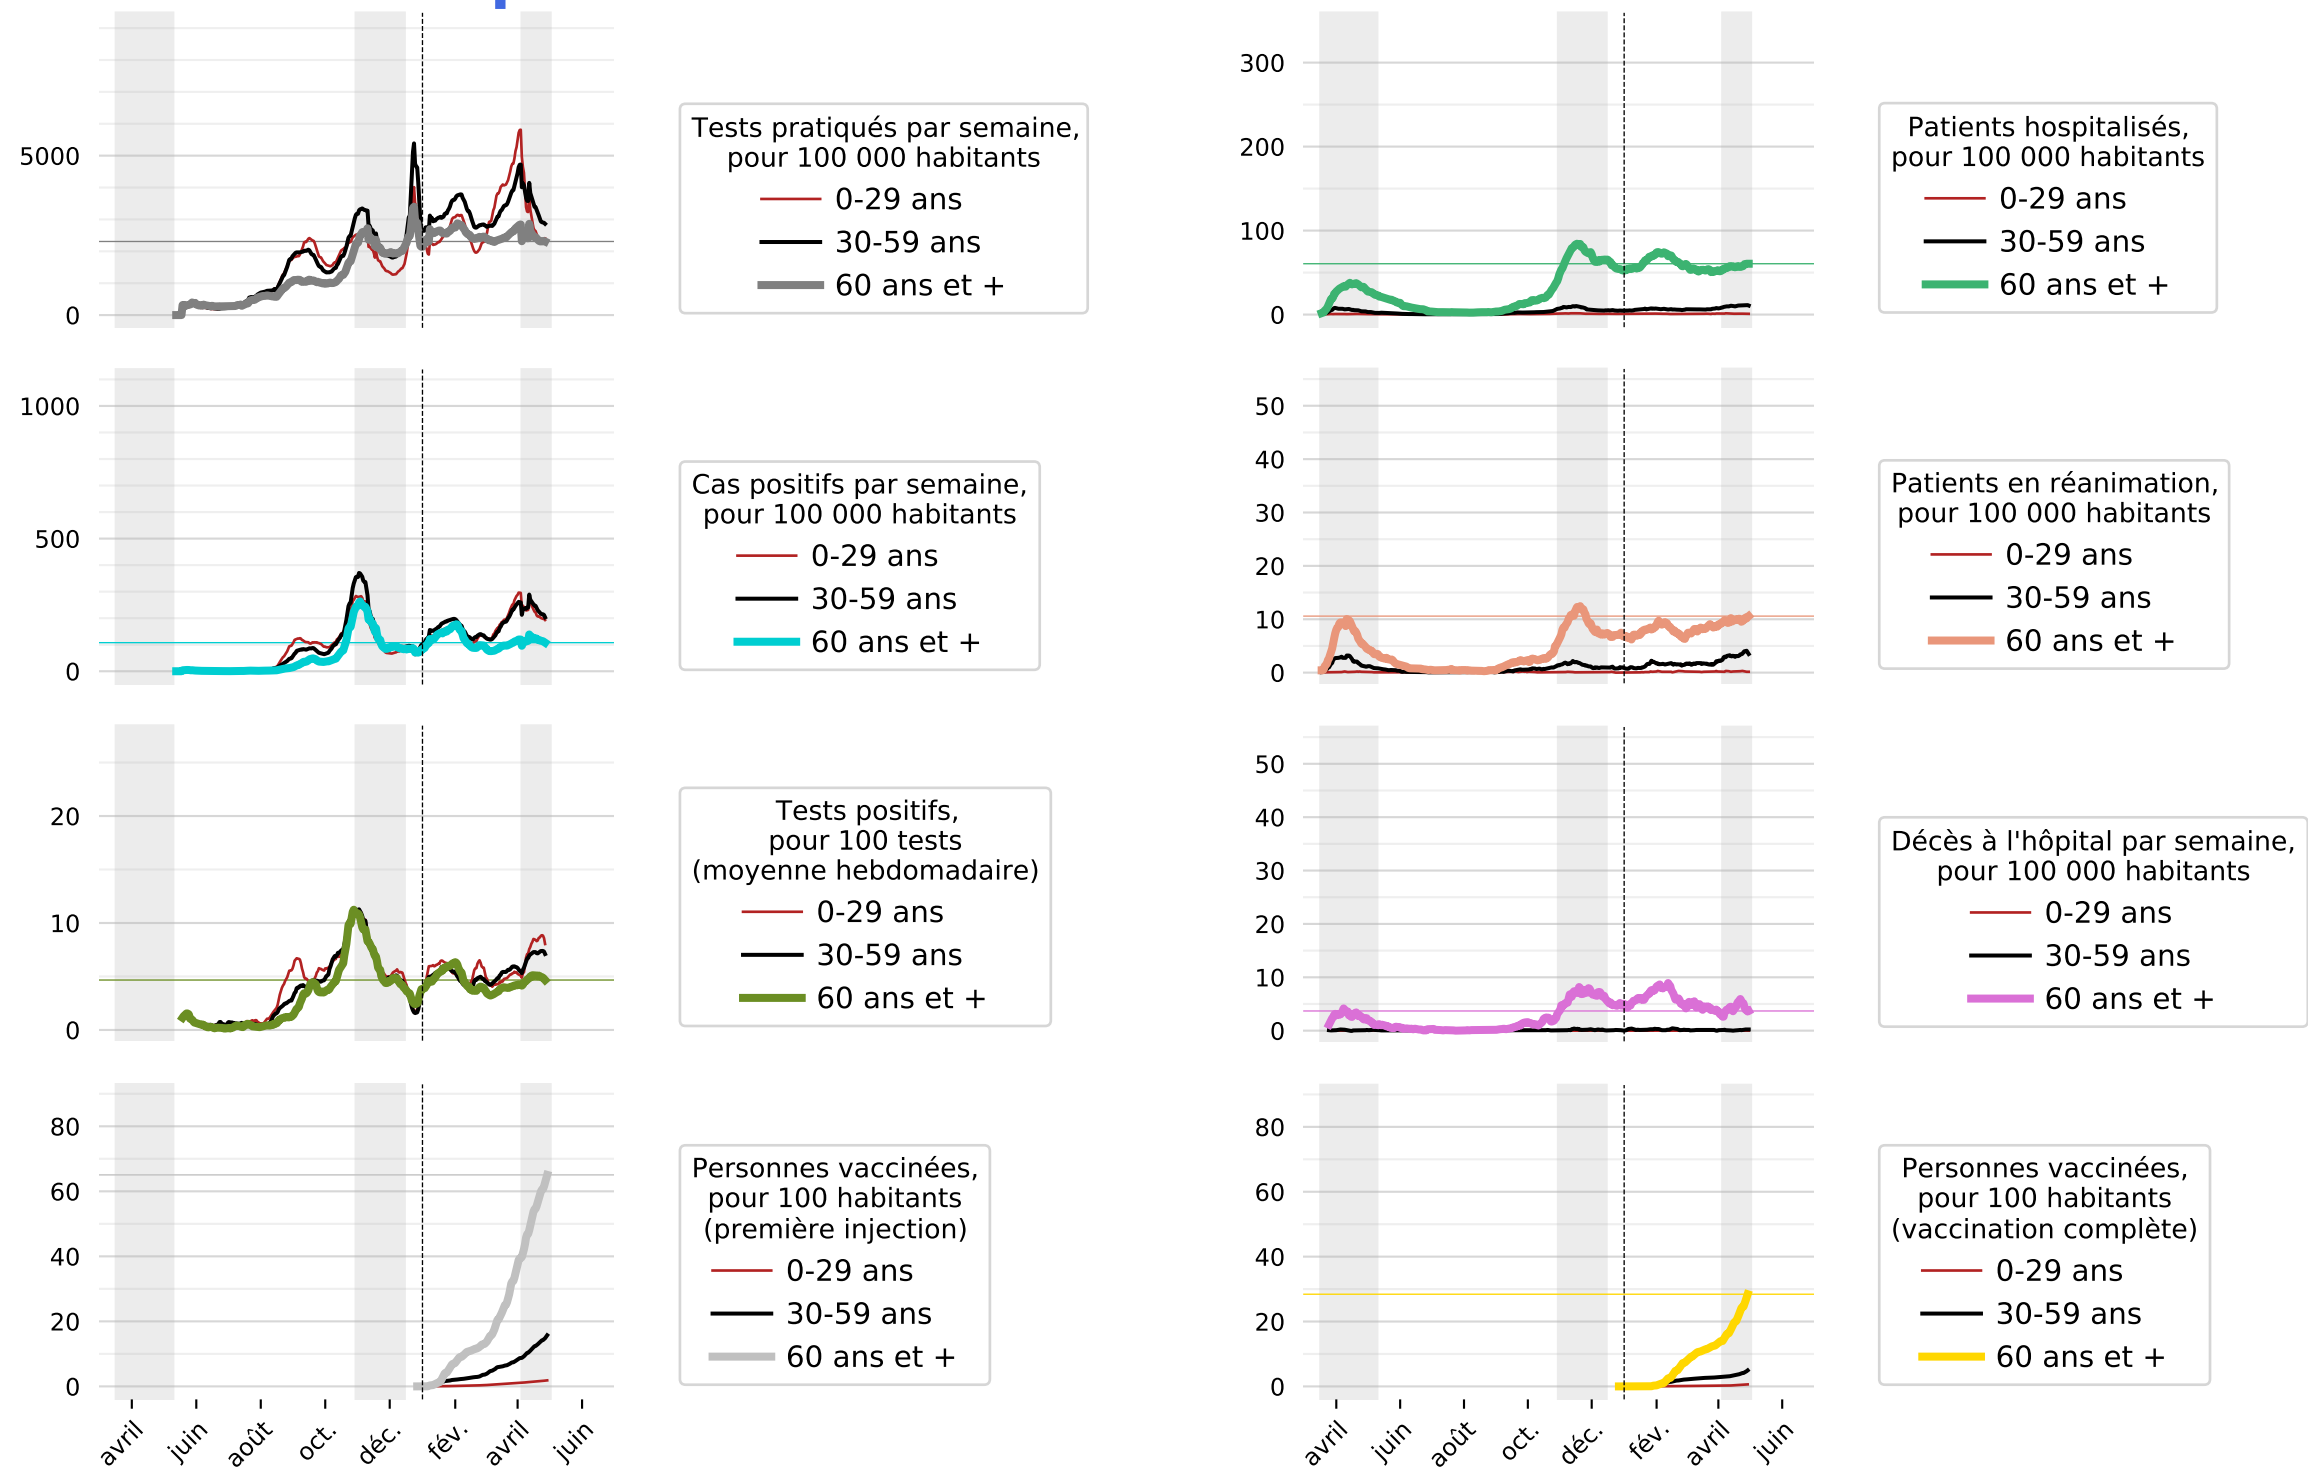 5000
0
Tests pratiqués par semaine,
pour 100 000 habitants
0-29 ans
30-59 ans
60 ans et +
300
200
100
0
Patients hospitalisés,
pour 100 000 habitants
0-29 ans
30-59 ans
60 ans et +
1000
500
0
Cas positifs par semaine,
pour 100 000 habitants
0-29 ans
30-59 ans
60 ans et +
50
40
30
20
10
0
Patients en réanimation,
pour 100 000 habitants
0-29 ans
30-59 ans
60 ans et +
20
10
0
Tests positifs,
pour 100 tests
(moyenne hebdomadaire)
0-29 ans
30-59 ans
60 ans et +
50
40
30
20
10
0
Décès à l'hôpital par semaine,
pour 100 000 habitants
0-29 ans
30-59 ans
60 ans et +
80
60
40
20
0
avril juin août oct. déc. fév. avril juin
Personnes vaccinées,
pour 100 habitants
(première injection)
0-29 ans
30-59 ans
60 ans et +
80
60
40
20
0
avril juin août oct. déc. fév. avril juin
Personnes vaccinées,
pour 100 habitants
(vaccination complète)
0-29 ans
30-59 ans
60 ans et +